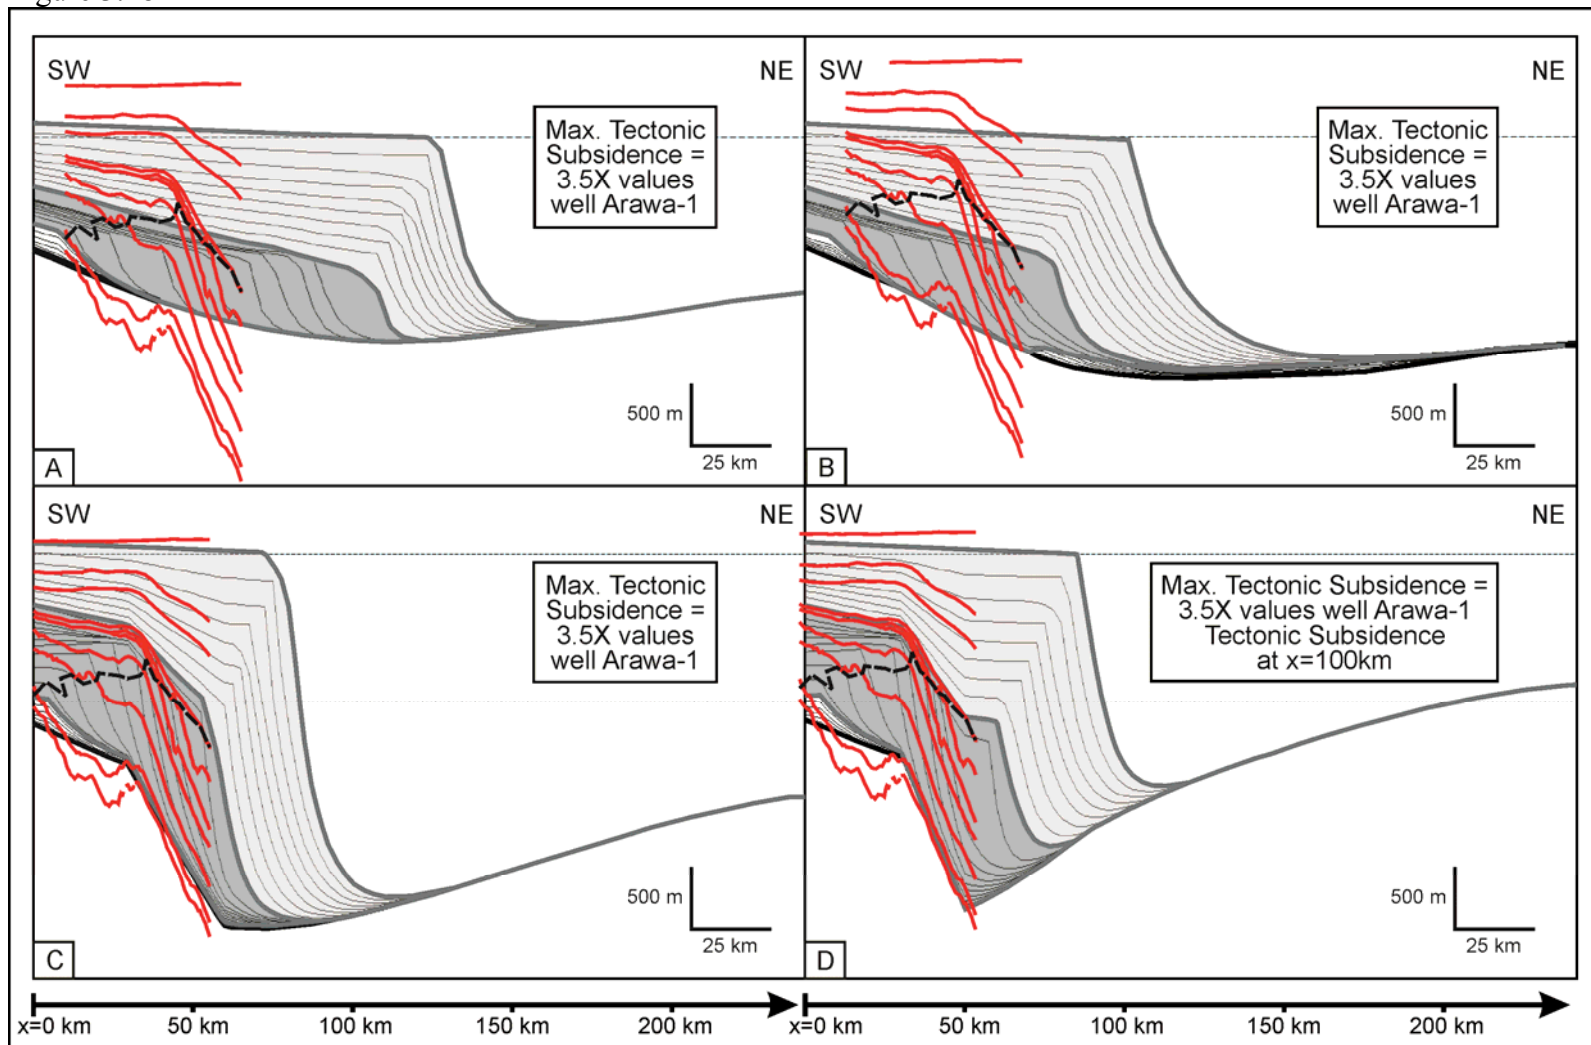 SW NE
Max. Tectonic
Subsidence =
3.5X values
well Arawa-1
500 m
25 km
A
SW NE
Max. Tectonic
Subsidence =
3.5X values
well Arawa-1
500 m
25 km
B
SW NE
Max. Tectonic
Subsidence =
3.5X values
well Arawa-1
500 m
25 km
C
SW NE
Max. Tectonic Subsidence =
3.5X values well Arawa-1
Tectonic Subsidence
at x=100km
500 m
25 km
D
x=0 km 50 km 100 km 150 km 200 km
x=0 km 50 km 100 km 150 km 200 km